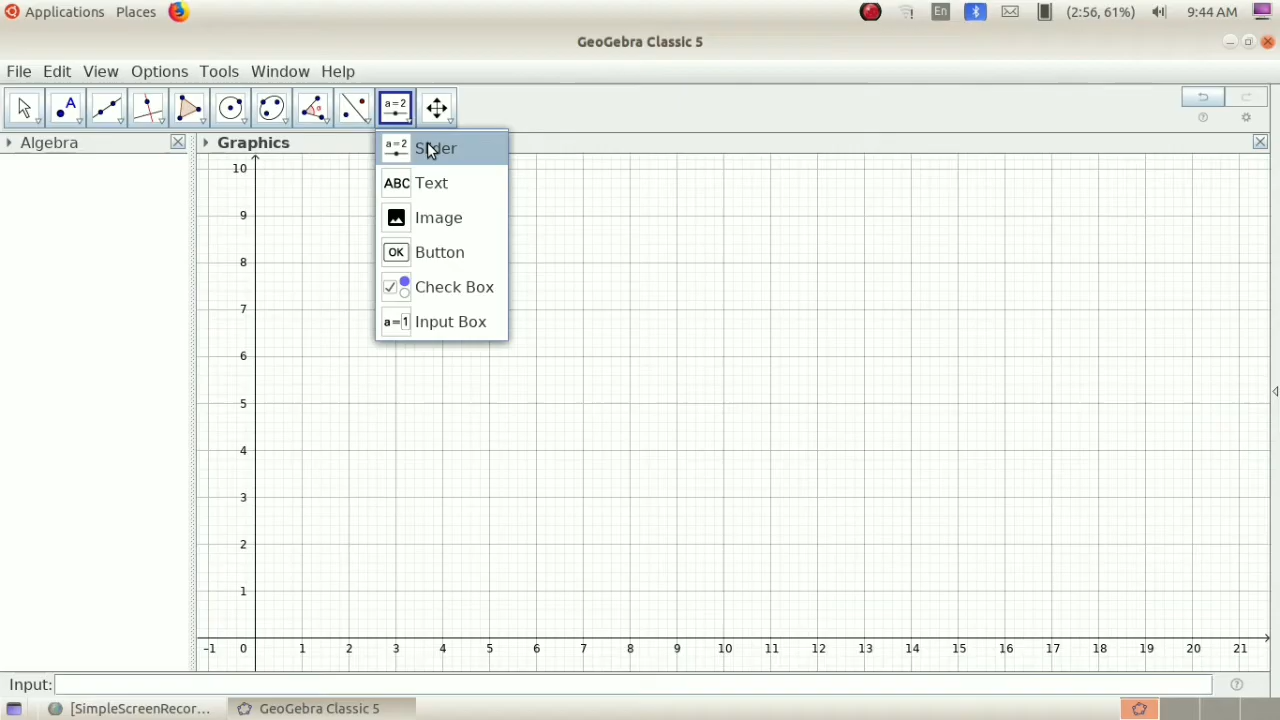 Applications Places
En
(2:56, 61%)
9:44 AM
GeoGebra Classic 5
File Edit View Options Tools Window Help
A
α
a=2
Algebra
Graphics
a=2 Slider
ABC Text
Image
OK Button
Check Box
a=1 Input Box
10
9
8
7
6
5
4
3
2
1
-1 0 1 2 3 4 5 6 7 8 9 10 11 12 13 14 15 16 17 18 19 20 21
Input:
[SimpleScreenRecor...
GeoGebra Classic 5